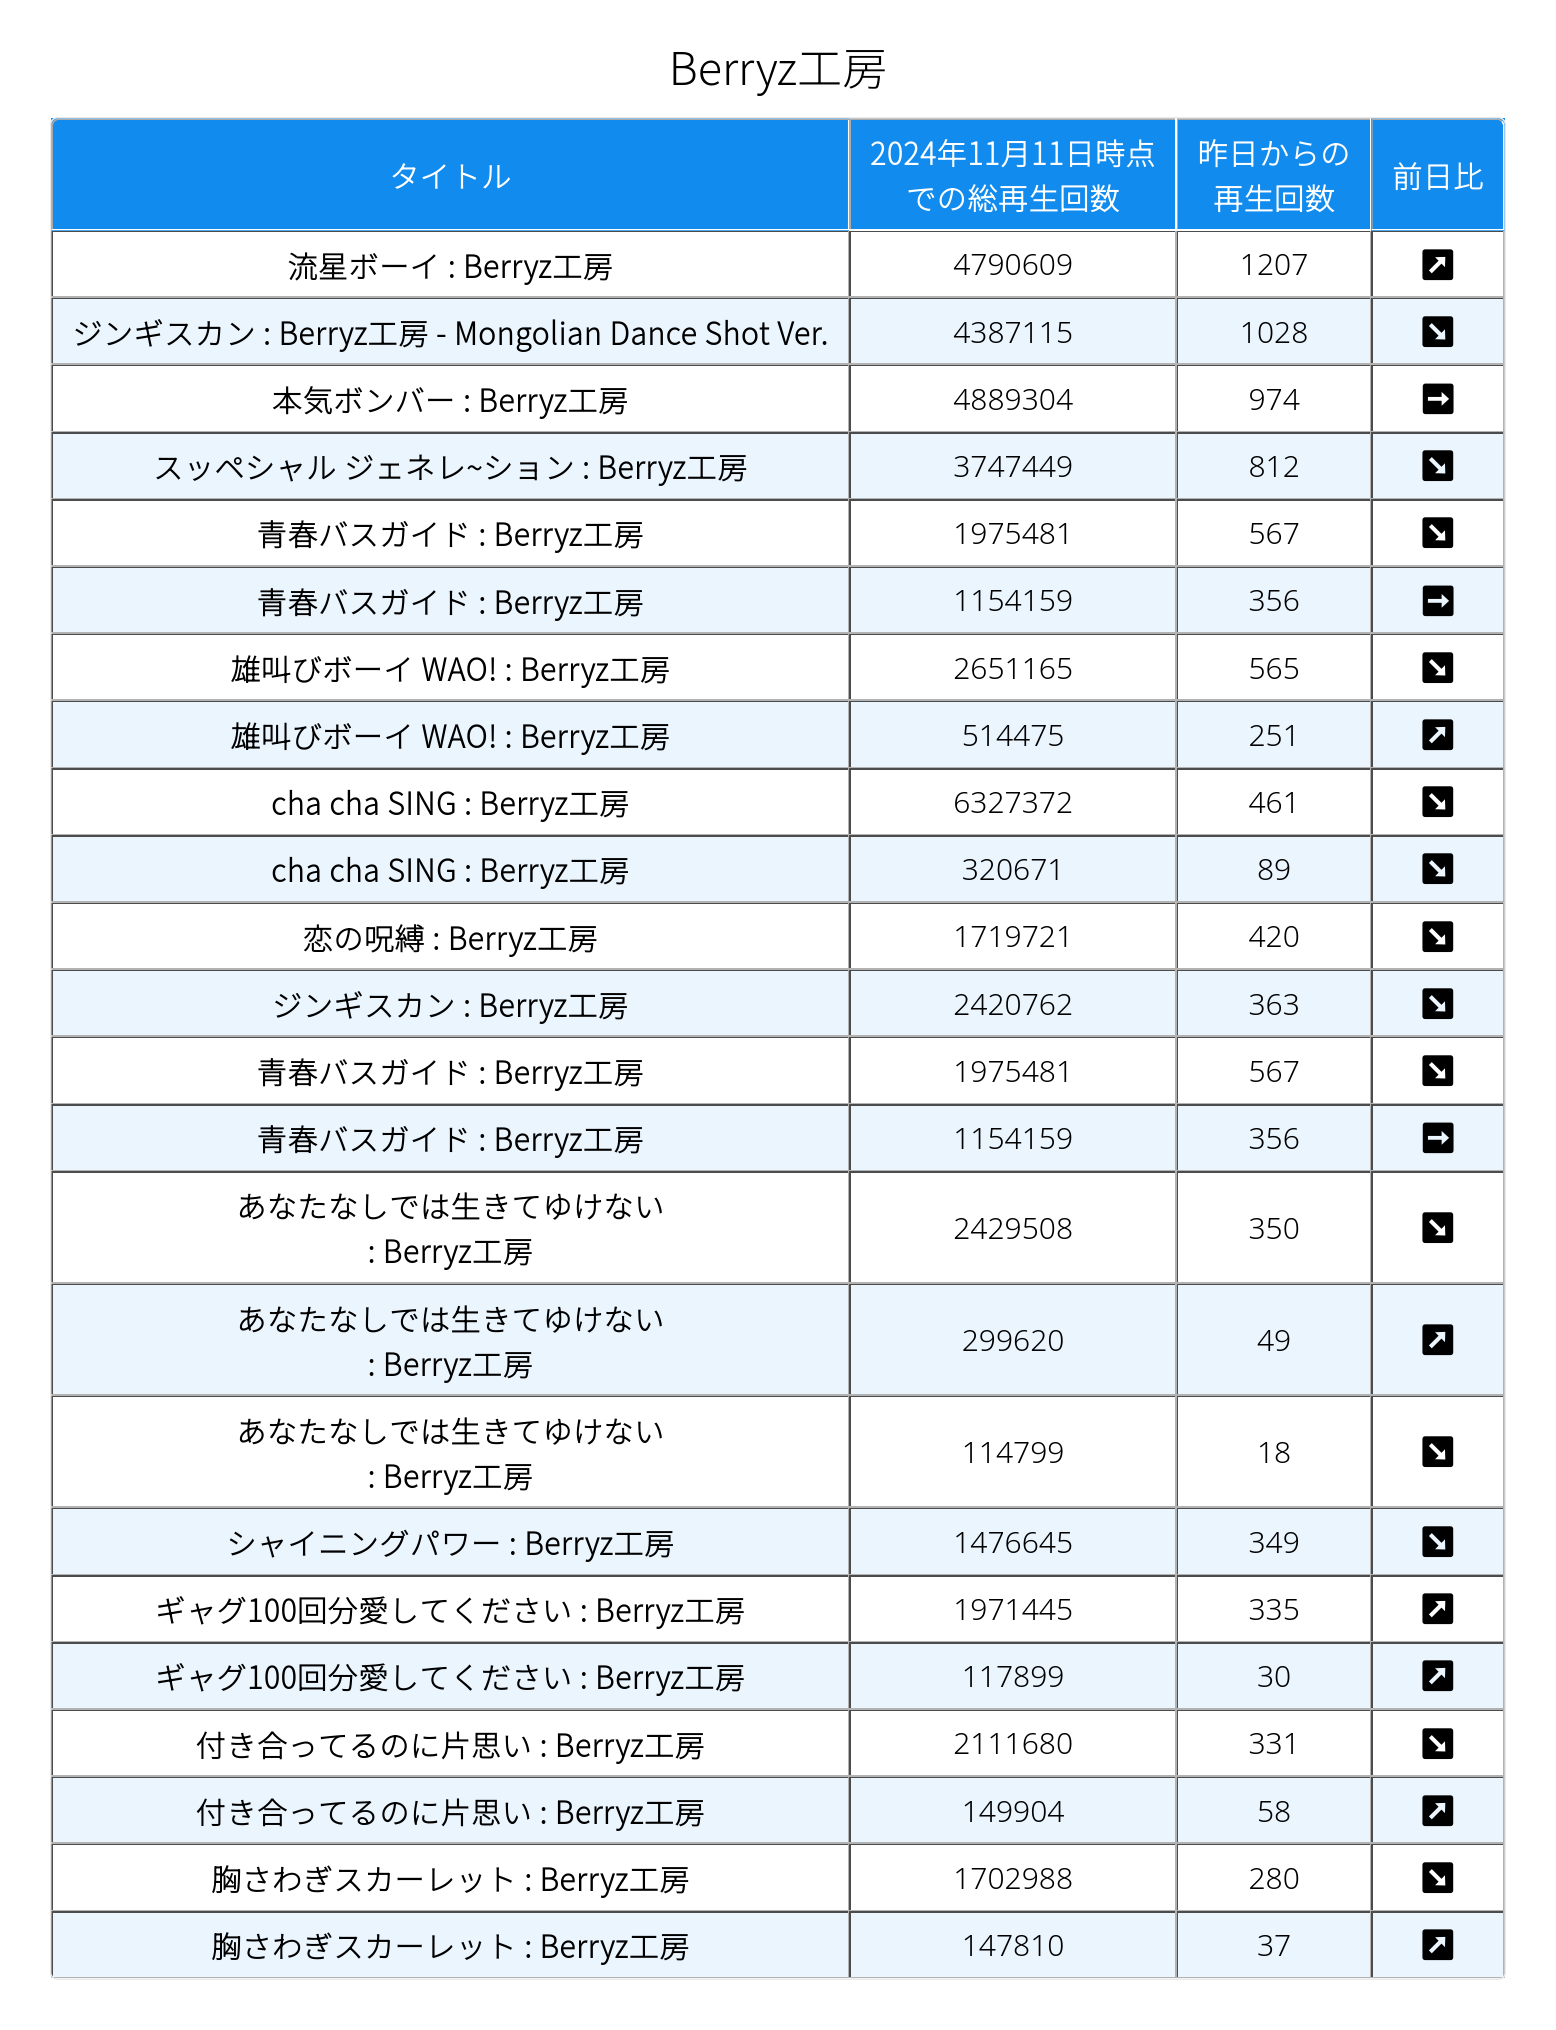 Berryz工房
タイトル 2024年11月11日時点 昨日からの 前日比
での総再生回数 再生回数
流星ボーイ : Berryz工房 4790609 1207 ↗
ジンギスカン : Berryz工房 - Mongolian Dance Shot Ver. 4387115 1028 ↘
本気ボンバー : Berryz工房 4889304 974 →
スッペシャル ジェネレ~ション : Berryz工房 3747449 812 ↘
青春バスガイド : Berryz工房 1975481 567 ↘
青春バスガイド : Berryz工房 1154159 356 →
雄叫びボーイ WAO! : Berryz工房 2651165 565 ↘
雄叫びボーイ WAO! : Berryz工房 514475 251 ↗
cha cha SING : Berryz工房 6327372 461 ↘
cha cha SING : Berryz工房 320671 89 ↘
恋の呪縛 : Berryz工房 1719721 420 ↘
ジンギスカン : Berryz工房 2420762 363 ↘
青春バスガイド : Berryz工房 1975481 567 ↘
青春バスガイド : Berryz工房 1154159 356 →
あなたなしでは生きてゆけない
: Berryz工房 2429508 350 ↘
あなたなしでは生きてゆけない
: Berryz工房 299620 49 ↗
あなたなしでは生きてゆけない
: Berryz工房 114799 18 ↘
シャイニングパワー : Berryz工房 1476645 349 ↘
ギャグ100回分愛してください : Berryz工房 1971445 335 ↗
ギャグ100回分愛してください : Berryz工房 117899 30 ↗
付き合ってるのに片思い : Berryz工房 2111680 331 ↘
付き合ってるのに片思い : Berryz工房 149904 58 ↗
胸さわぎスカーレット : Berryz工房 1702988 280 ↘
胸さわぎスカーレット : Berryz工房 147810 37 ↗